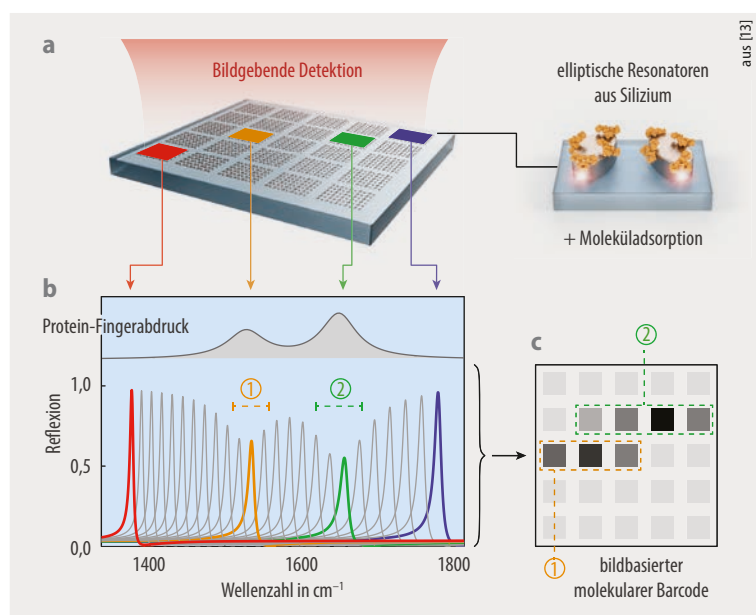 a
aus [13]
Bildgebende Detektion
elliptische Resonatoren
aus Silizium
+ Moleküladsorption
b
Protein-Fingerabdruck
1
2
Reflexion
1,0
0,5
0,0
1400
1600
1800
Wellenzahl in cm⁻¹
c
2
1
bildbasierter
molekularer Barcode